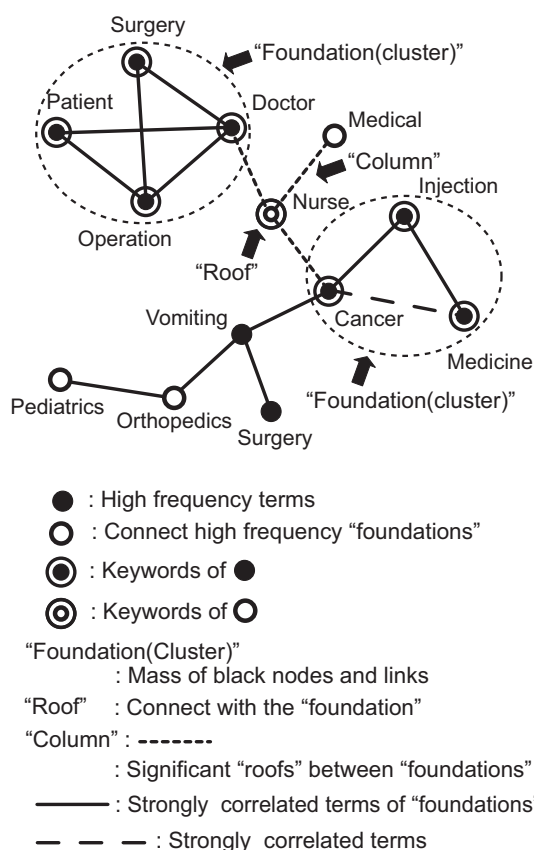 Surgery
“Foundation(cluster)”
Patient
Doctor
Medical
“Column”
Injection
Nurse
Operation
“Roof”
Vomiting
Cancer
Medicine
Pediatrics
Orthopedics
“Foundation(cluster)”
Surgery
: High frequency terms
: Connect high frequency “foundations”
: Keywords of
: Keywords of
“Foundation(Cluster)”
: Mass of black nodes and links
“Roof” : Connect with the “foundation”
“Column” :
: Significant “roofs” between “foundations”
: Strongly correlated terms of “foundations”
: Strongly correlated terms